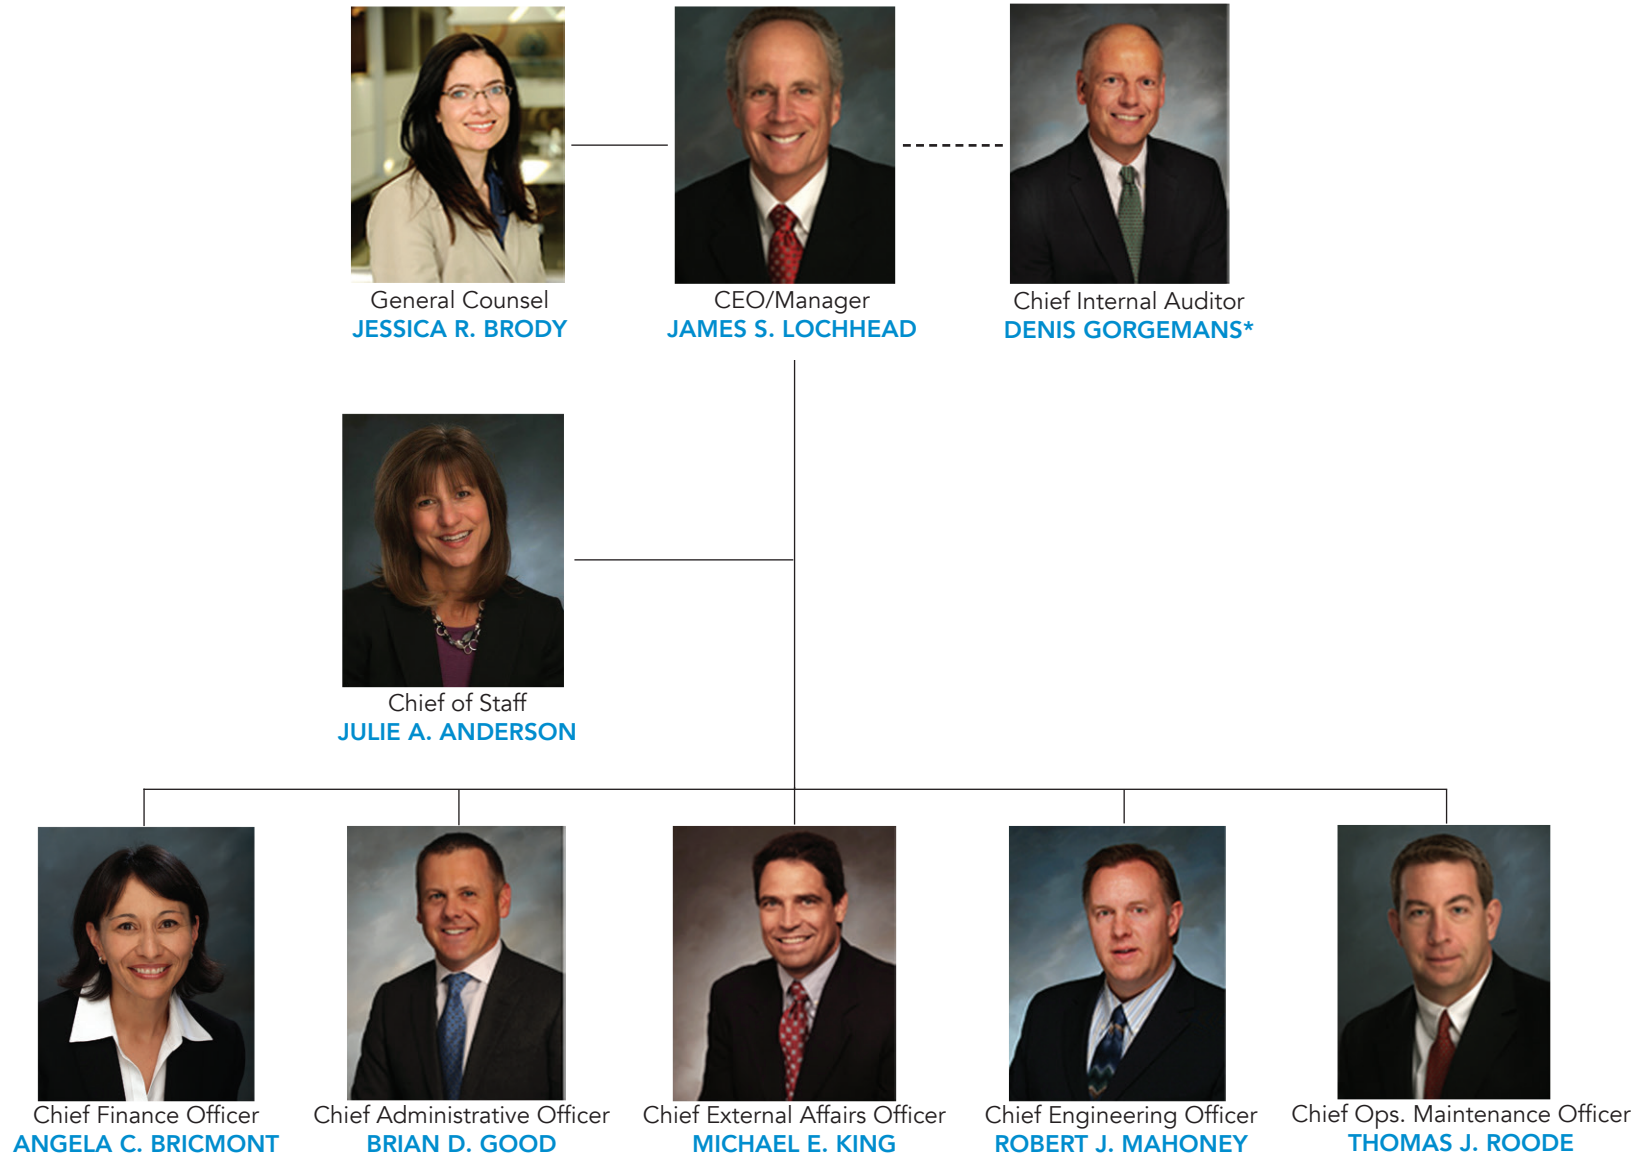 General Counsel
JESSICA R. BRODY
CEO/Manager
JAMES S. LOCHHEAD
Chief Internal Auditor
DENIS GORGEMANS*
Chief of Staff
JULIE A. ANDERSON
Chief Finance Officer
ANGELA C. BRICMONT
Chief Administrative Officer
BRIAN D. GOOD
Chief External Affairs Officer
MICHAEL E. KING
Chief Engineering Officer
ROBERT J. MAHONEY
Chief Ops. Maintenance Officer
THOMAS J. ROODE